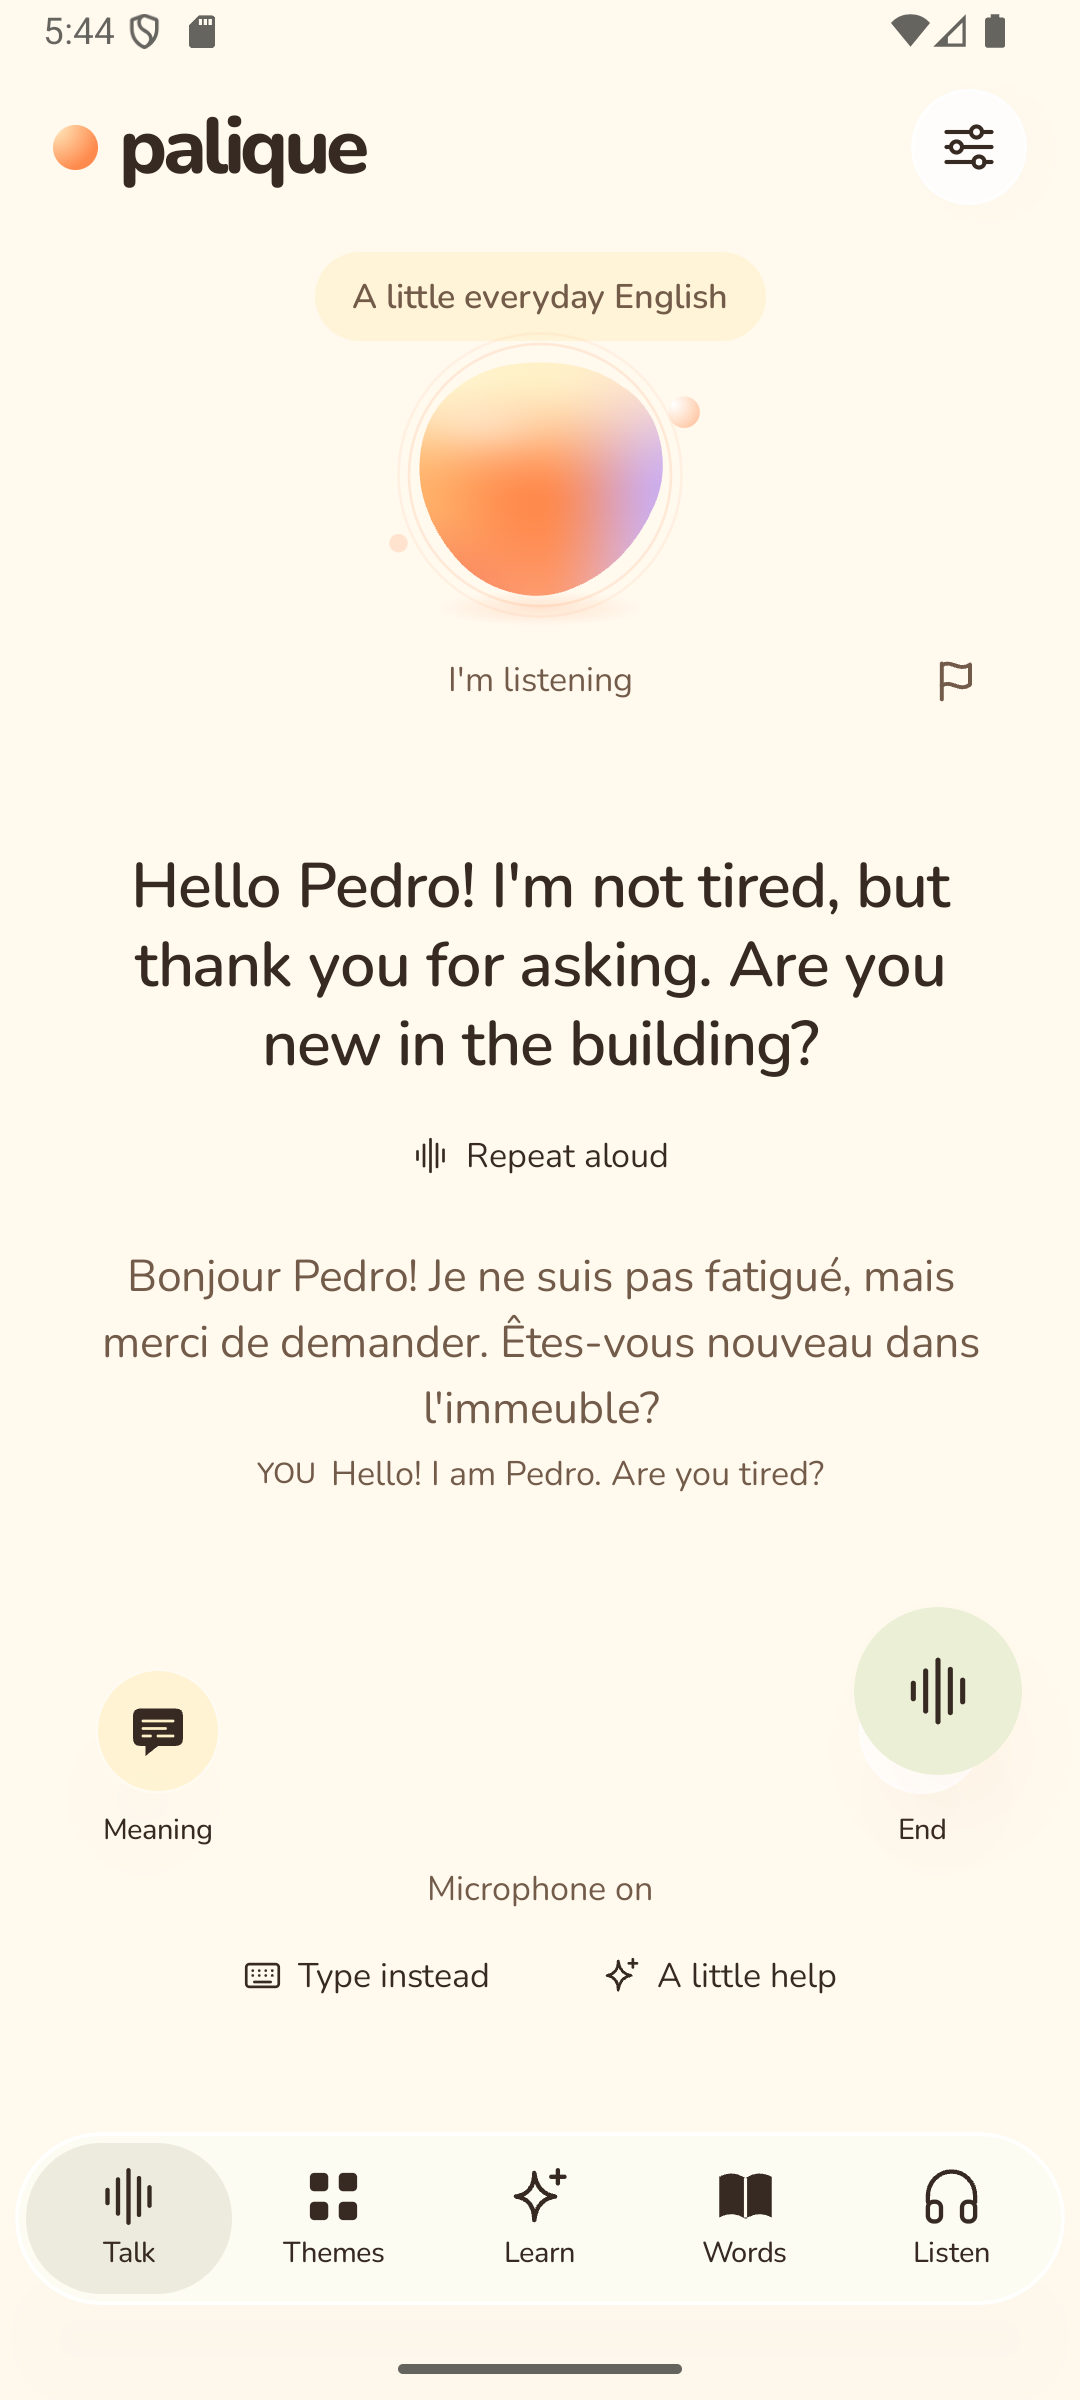 5:44
palique
A little everyday English
I'm listening
Hello Pedro! I'm not tired, but
thank you for asking. Are you
new in the building?
Repeat aloud
Bonjour Pedro! Je ne suis pas fatigué, mais
merci de demander. Êtes-vous nouveau dans
l'immeuble?
YOU Hello! I am Pedro. Are you tired?
Meaning
End
Microphone on
Type instead
A little help
Talk
Themes
Learn
Words
Listen